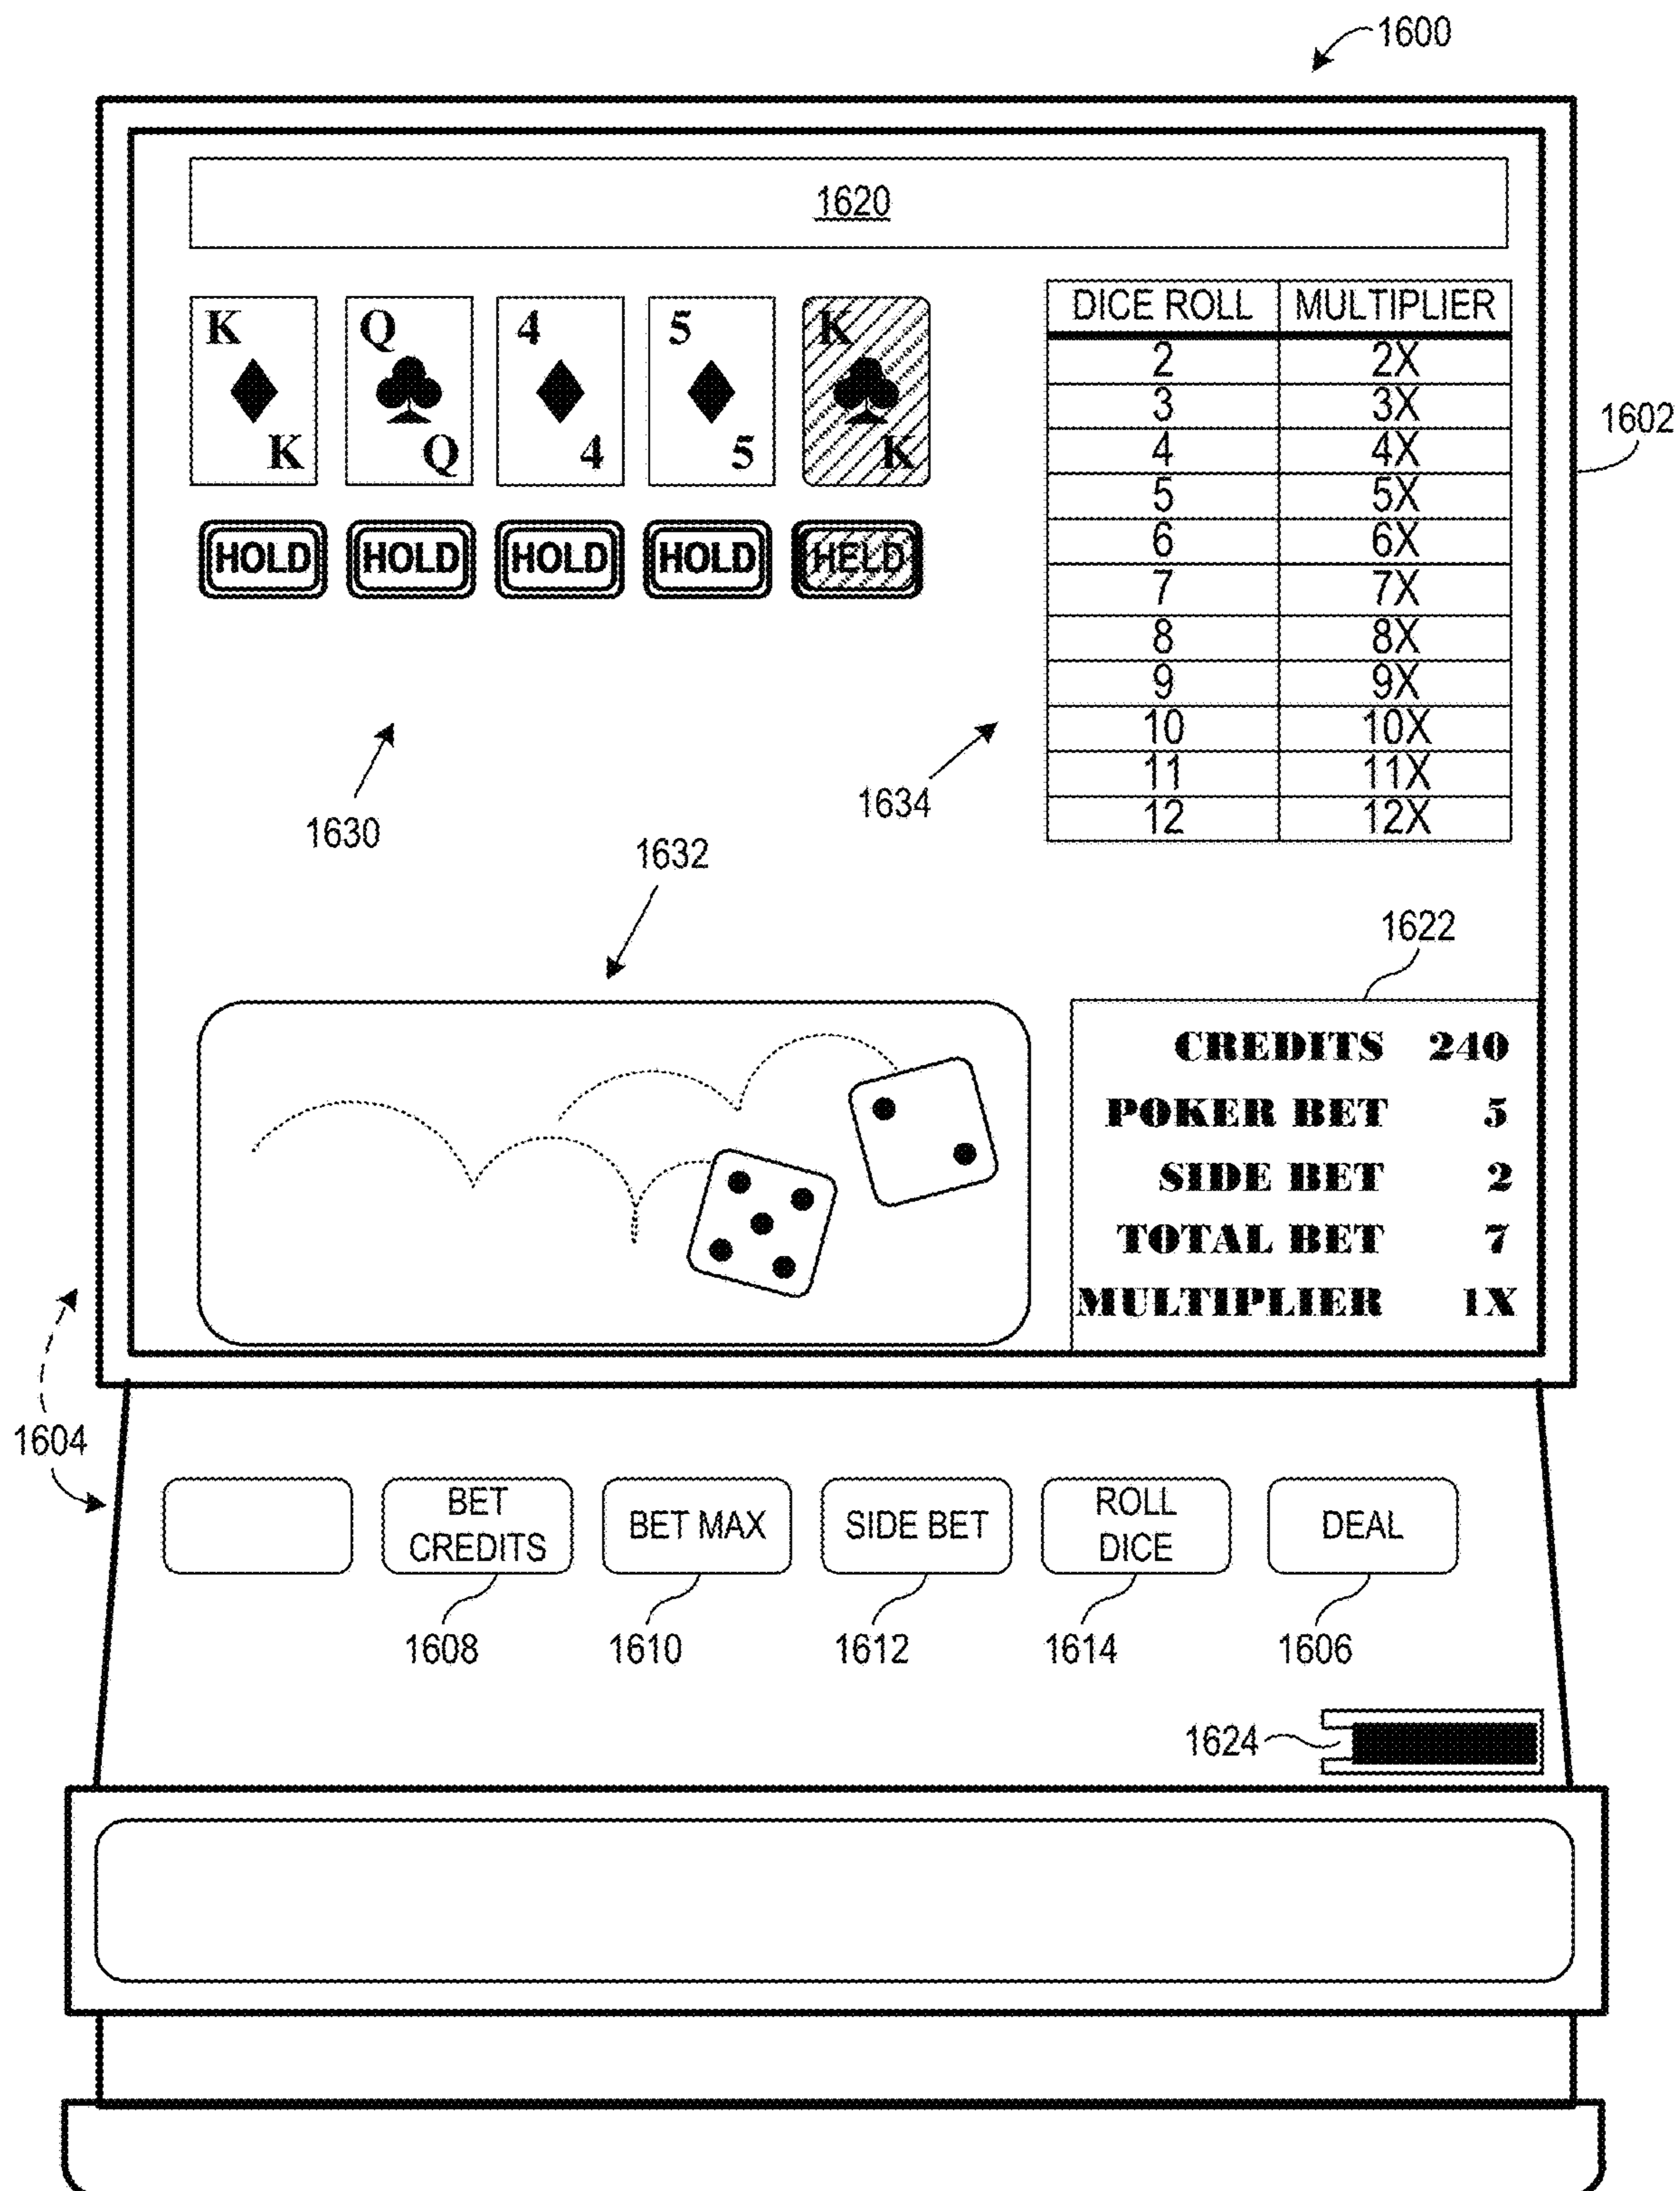 1600
1620
K Q 4 5 K
K Q 4 5 K
HOLD HOLD HOLD HOLD HELD
DICE ROLL MULTIPLIER
2 2X
3 3X
4 4X
5 5X
6 6X
7 7X
8 8X
9 9X
10 10X
11 11X
12 12X
1602
1630
1634
1632
1622
CREDITS 240
POKER BET 5
SIDE BET 2
TOTAL BET 7
MULTIPLIER 1X
1604
BET
CREDITS
BET MAX
SIDE BET
ROLL
DICE
DEAL
1608 1610 1612 1614 1606
1624